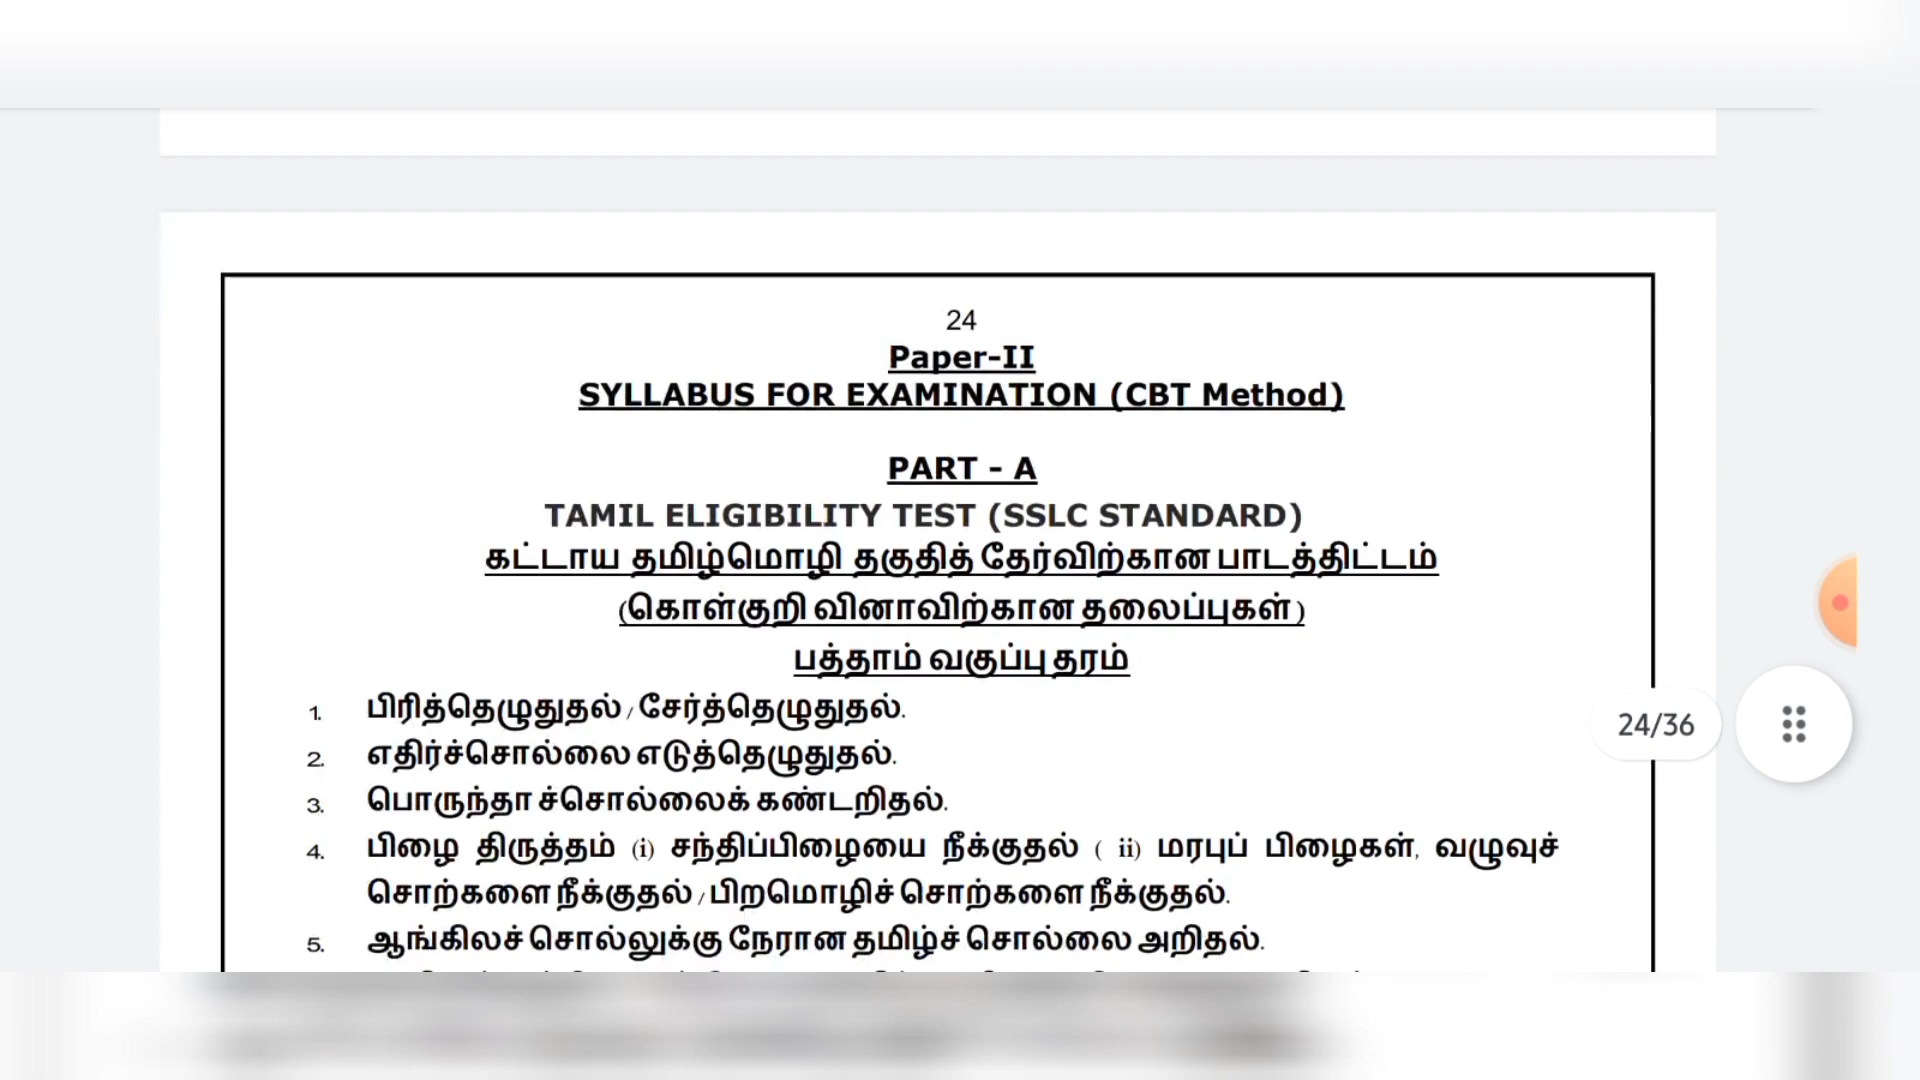 24
Paper-II
SYLLABUS FOR EXAMINATION (CBT Method)
PART - A
TAMIL ELIGIBILITY TEST (SSLC STANDARD)
கட்டாய தமிழ்மொழி தகுதித் தேர்விற்கான பாடத்திட்டம்
(கொள்குறி வினாவிற்கான தலைப்புகள்)
பத்தாம் வகுப்பு தரம்
1. பிரித்தெழுதுதல் / சேர்த்தெழுதுதல்.
2. எதிர்ச்சொல்லை எடுத்தெழுதுதல்.
3. பொருந்தா ச்சொல்லைக் கண்டறிதல்.
4. பிழை திருத்தம் (i) சந்திப்பிழையை நீக்குதல் ( ii) மரபுப் பிழைகள், வழுவுச்
சொற்களை நீக்குதல் / பிறமொழிச் சொற்களை நீக்குதல்.
5. ஆங்கிலச் சொல்லுக்கு நேரான தமிழ்ச் சொல்லை அறிதல்.
24/36